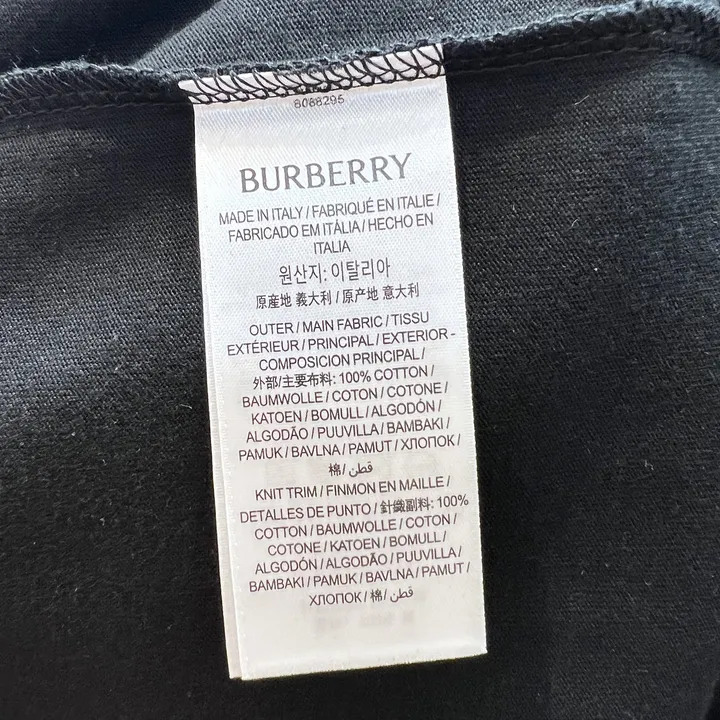 8088295
BURBERRY
MADE IN ITALY / FABRIQUÉ EN ITALIE /
FABRICADO EM ITÁLIA / HECHO EN
ITALIA
원산지: 이탈리아
原産地 義大利 / 原产地 意大利
OUTER / MAIN FABRIC / TISSU
EXTÉRIEUR / PRINCIPAL / EXTERIOR -
COMPOSICION PRINCIPAL /
外部/主要布料: 100% COTTON /
BAUMWOLLE / COTON / COTONE /
KATOEN / BOMULL / ALGODÓN /
ALGODÃO / PUUVILLA / BAMBAKI /
PAMUK / BAVLNA / PAMUT / ХЛОПОК /
棉/ قطن /
KNIT TRIM / FINMON EN MAILLE /
DETALLES DE PUNTO / 針織副料: 100%
COTTON / BAUMWOLLE / COTON /
COTONE / KATOEN / BOMULL /
ALGODÓN / ALGODÃO / PUUVILLA /
BAMBAKI / PAMUK / BAVLNA / PAMUT /
ХЛОПОК / 棉/ قطن /